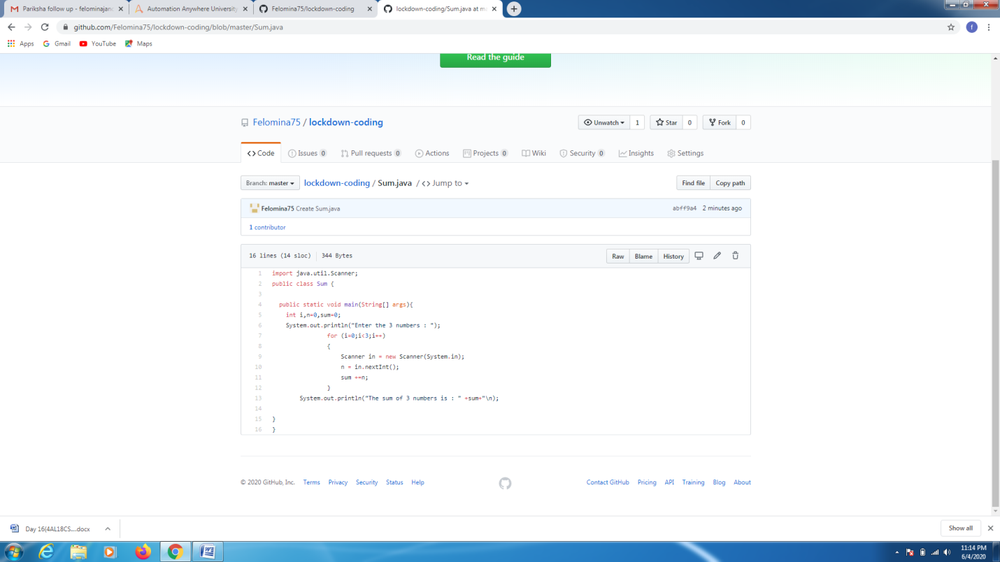 Pariksha follow up - felominajanc
Automation Anywhere University
Felomina75/lockdown-coding
lockdown-coding/Sum.java at ma
github.com/Felomina75/lockdown-coding/blob/master/Sum.java
f
Apps Gmail YouTube Maps
Read the guide
Felomina75 / lockdown-coding
Unwatch 1 Star 0 Fork 0
Code Issues 0 Pull requests 0 Actions Projects 0 Wiki Security 0 Insights Settings
Branch: master lockdown-coding / Sum.java / <> Jump to Find file Copy path
Felomina75 Create Sum.java abff9a4 2 minutes ago
1 contributor
16 lines (14 sloc) 344 Bytes Raw Blame History
1 import java.util.Scanner;
2 public class Sum {
3
4 public static void main(String[] args){
5 int i,n=0,sum=0;
6 System.out.println("Enter the 3 numbers : ");
7 for (i=0;i<3;i++)
8 {
9 Scanner in = new Scanner(System.in);
10 n = in.nextInt();
11 sum +=n;
12 }
13 System.out.println("The sum of 3 numbers is : " +sum+"\n);
14
15 }
16 }
© 2020 GitHub, Inc. Terms Privacy Security Status Help Contact GitHub Pricing API Training Blog About
Day 16(4AL18CS....docx Show all
11:14 PM
6/4/2020